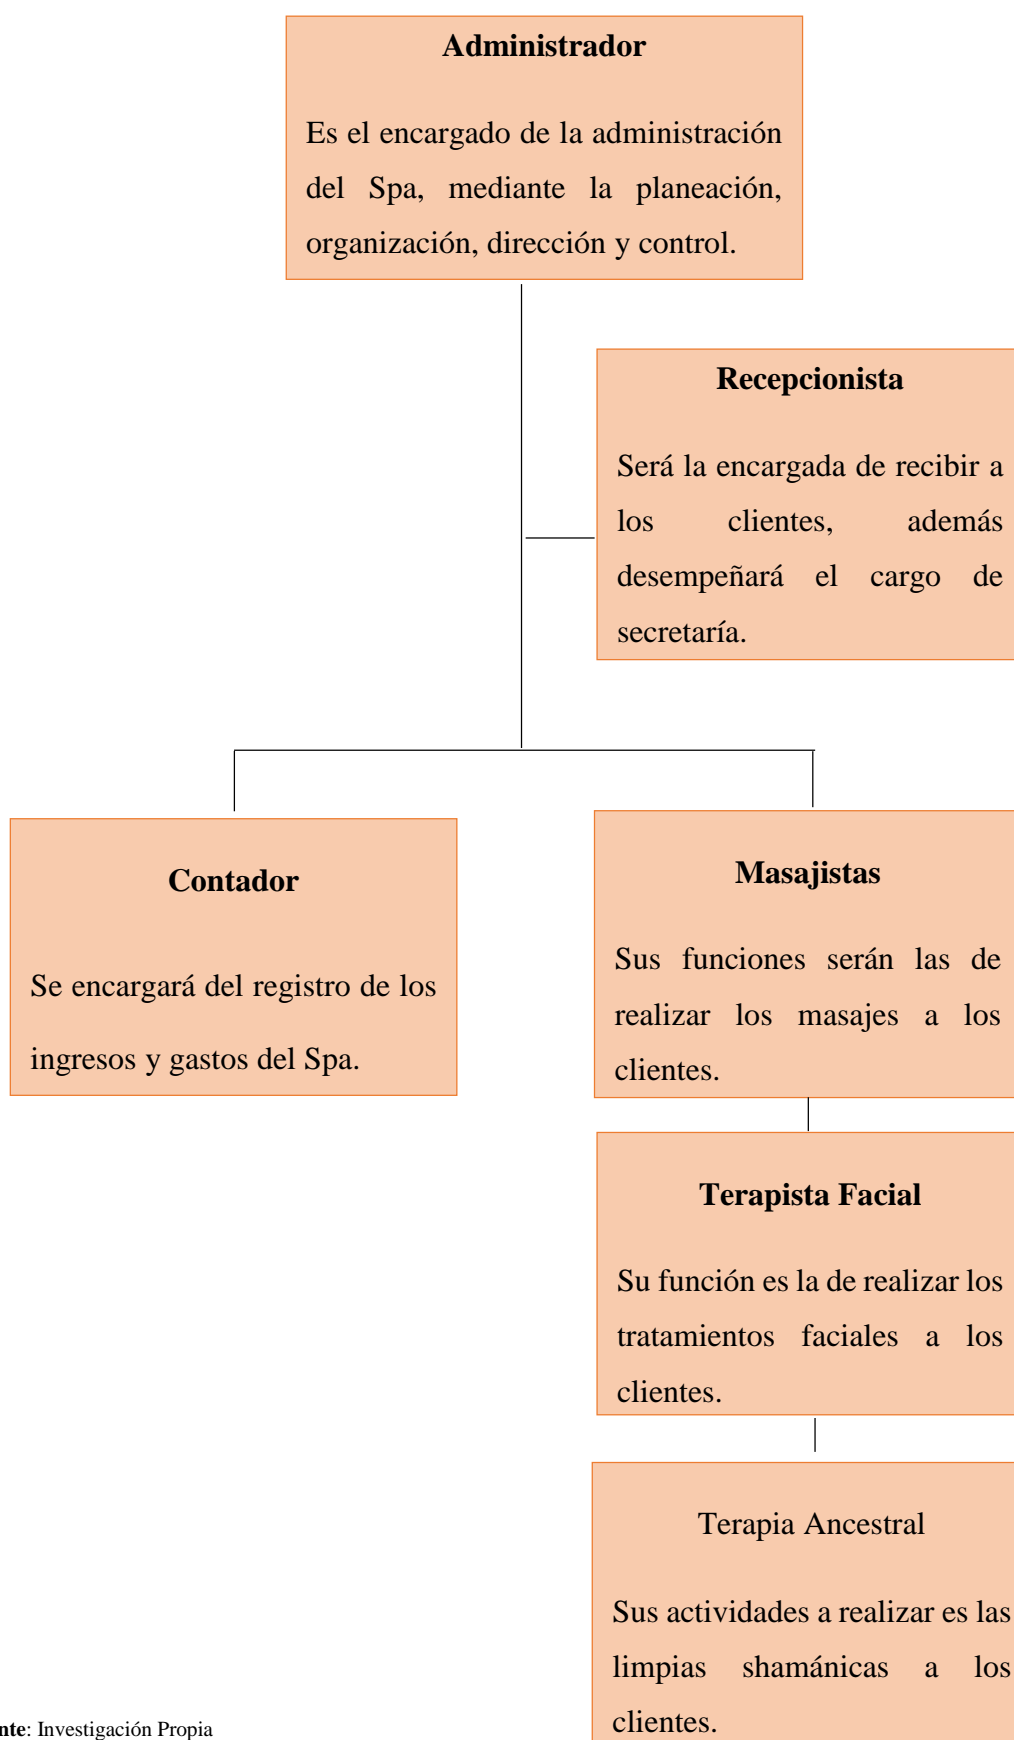 Administrador
Es el encargado de la administración
del Spa, mediante la planeación,
organización, dirección y control.
Recepcionista
Será la encargada de recibir a
los clientes, además
desempeñará el cargo de
secretaría.
Contador
Se encargará del registro de los
ingresos y gastos del Spa.
Masajistas
Sus funciones serán las de
realizar los masajes a los
clientes.
Terapista Facial
Su función es la de realizar los
tratamientos faciales a los
clientes.
Terapia Ancestral
Sus actividades a realizar es las
limpias shamánicas a los
clientes.
nte: Investigación Propia